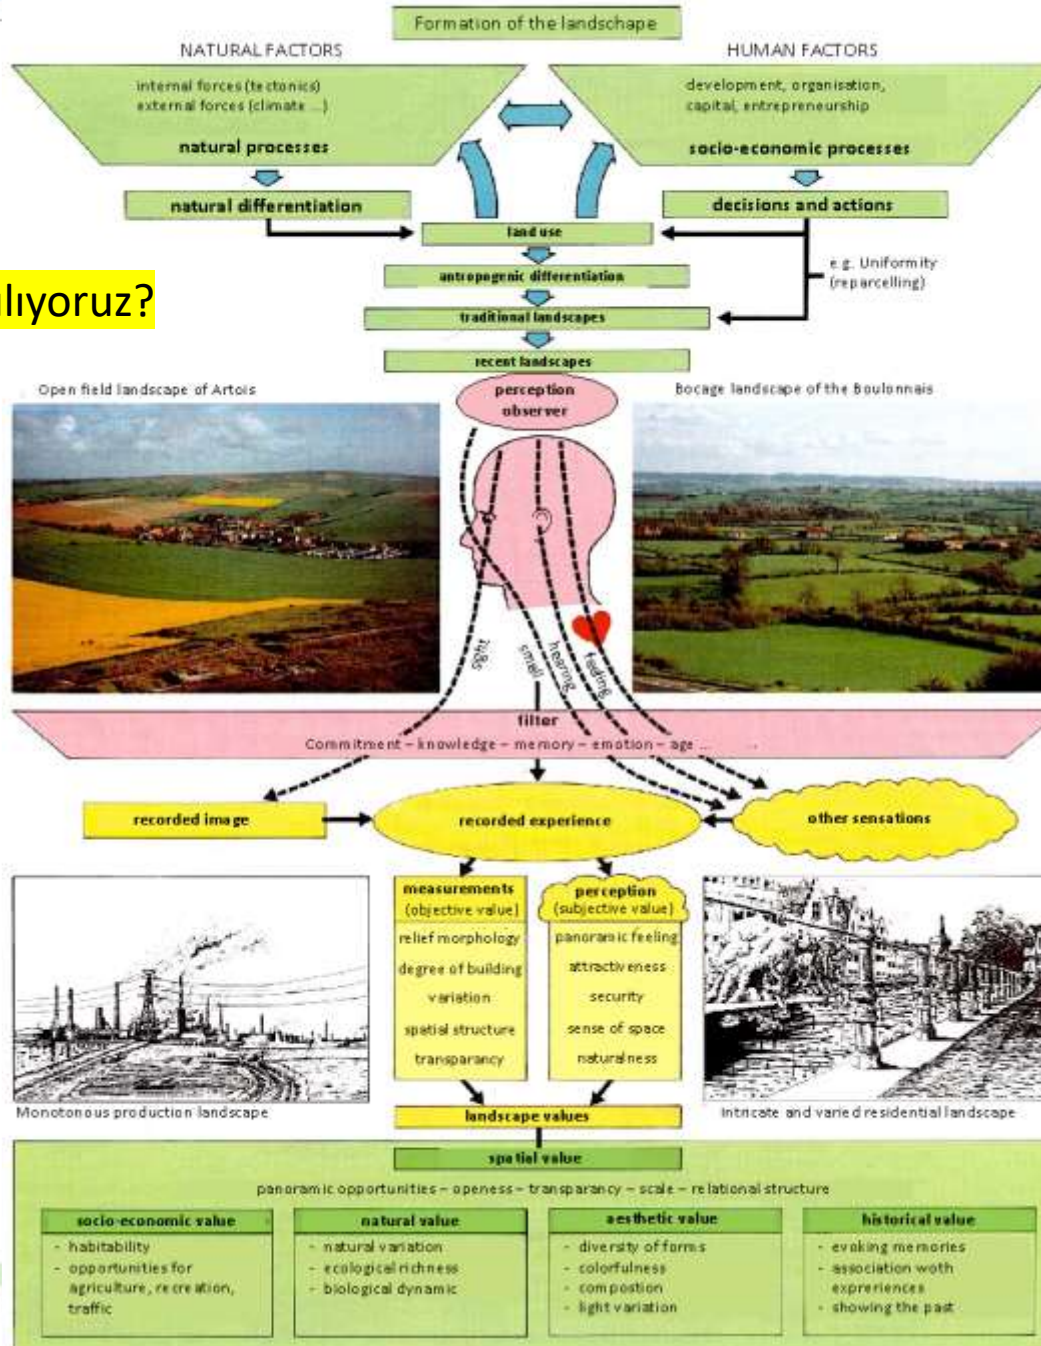 Formation of the landschape
NATURAL FACTORS
HUMAN FACTORS
internal forces (tectonics)
external forces (climate ...)
natural processes
development, organisation,
capital, entrepreneurship
socio-economic processes
natural differentiation
decisions and actions
land use
e.g. Uniformity
(reparcelling)
antropogenic differentiation
ılıyoruz?
traditional landscapes
recent landscapes
Open field landscape of Artois
perception
observer
Bocage landscape of the Boulonnais
sight
smell
hearing
feeling
filter
Commitment – knowledge – memory – emotion – age ...
recorded image
recorded experience
other sensations
measurements
(objective value)
relief morphology
degree of building
variation
spatial structure
transparancy
perception
(subjective value)
panoramic feeling
attractiveness
security
sense of space
naturalness
Monotonous production landscape
Intricate and varied residential landscape
landscape values
spatial value
panoramic opportunities – openess – transparancy – scale – relational structure
socio-economic value
- habitability
- opportunities for
agriculture, recreation,
traffic
natural value
- natural variation
- ecological richness
- biological dynamic
aesthetic value
- diversity of forms
- colorfulness
- compostion
- light variation
historical value
- evoking memories
- association woth
expreriences
- showing the past